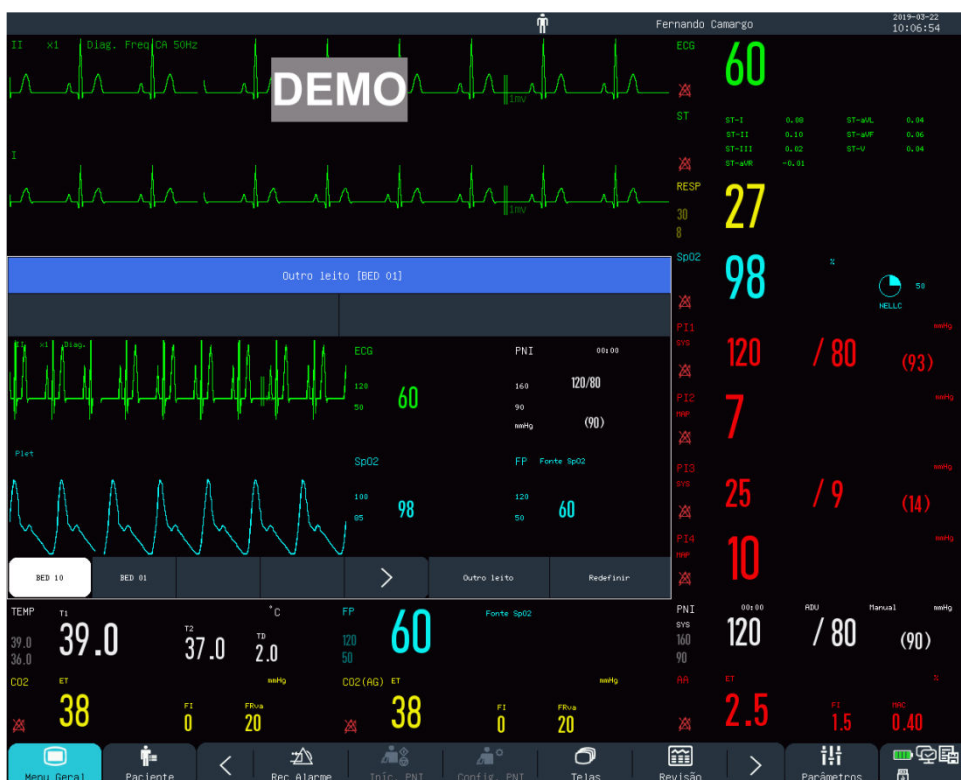 Fernando Camargo
2019-03-22
10:06:54
II x1 Diag. Freq CA 50Hz
DEMO
1mV
ECG
60
ST
ST-I 0.08 ST-aVL 0.04
ST-II 0.10 ST-aVF 0.06
ST-III 0.02 ST-V 0.04
ST-aVR -0.01
I
1mV
RESP
30
8
27
SpO2
98
%
50
NELLC
Outro leito [BED 01]
II x1 Diag.
ECG
120
50
60
PNI 00:00
160
90
mmHg
120/80
(90)
Plet
SpO2
100
85
98
FP Fonte SpO2
120
50
60
BED 10
BED 01
>
Outro leito
Redefinir
PI1 mmHg
SYS
120 / 80 (93)
PI2 mmHg
MAP
7
PI3 mmHg
SYS
25 / 9 (14)
PI4 mmHg
MAP
10
TEMP T1 °C
39.0
36.0
39.0
T2
37.0
TD
2.0
FP Fonte SpO2
120
50
60
PNI 00:00 ADU Manual mmHg
SYS
160
90
120 / 80 (90)
CO2 ET mmHg
38
FI
0
FRva
20
CO2(AG) ET mmHg
38
FI
0
FRva
20
AA ET %
2.5
FI
1.5
MAC
0.40
Menu Geral
Paciente
<
Rec Alarme
Iníc. PNI
Config. PNI
Telas
Revisão
>
Parâmetros